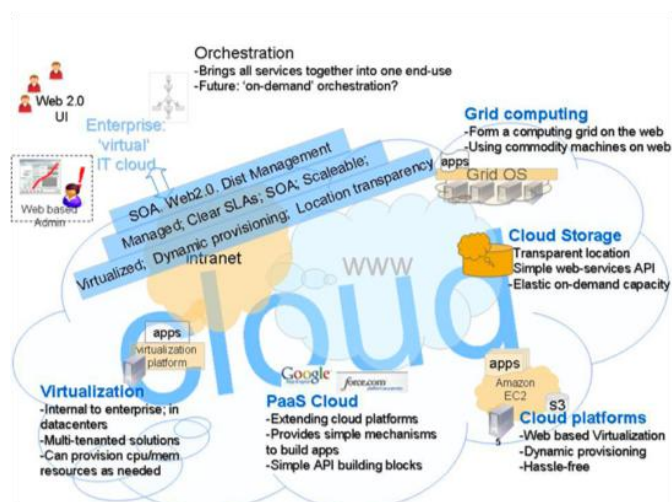 Orchestration
-Brings all services together into one end-use
-Future: 'on-demand' orchestration?
Web 2.0
UI
Enterprise:
'virtual'
IT cloud
Web based
Admin
SOA, Web2.0, Dist Management
Managed; Clear SLAs; SOA; Scaleable;
Virtualized; Dynamic provisioning; Location transparency
Grid computing
-Form a computing grid on the web
-Using commodity machines on web
apps
Grid OS
intranet
www
cloud
Cloud Storage
Transparent location
Simple web-services API
-Elastic on-demand capacity
apps
virtualization
platform
Virtualization
-Internal to enterprise; in
datacenters
-Multi-tenanted solutions
-Can provision cpu/mem
resources as needed
Google
force.com
PaaS Cloud
-Extending cloud platforms
-Provides simple mechanisms
to build apps
-Simple API building blocks
apps
Amazon
EC2
s3
5
Cloud platforms
-Web based Virtualization
-Dynamic provisioning
-Hassle-free